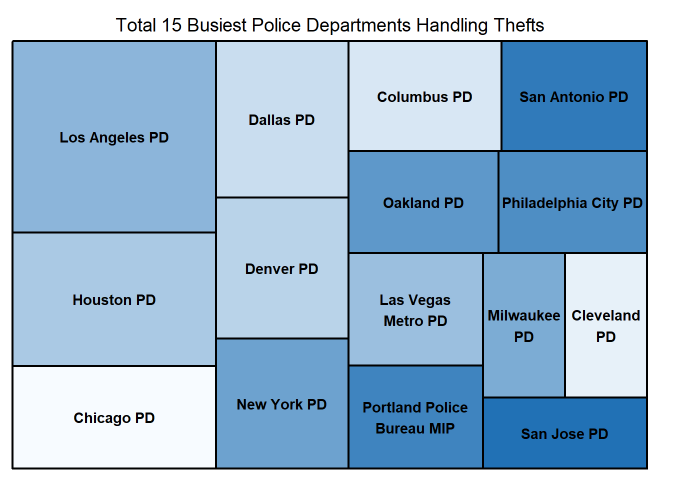 Total 15 Busiest Police Departments Handling Thefts
Los Angeles PD
Houston PD
Chicago PD
Dallas PD
Denver PD
New York PD
Columbus PD
San Antonio PD
Oakland PD
Philadelphia City PD
Las Vegas
Metro PD
Portland Police
Bureau MIP
Milwaukee
PD
Cleveland
PD
San Jose PD